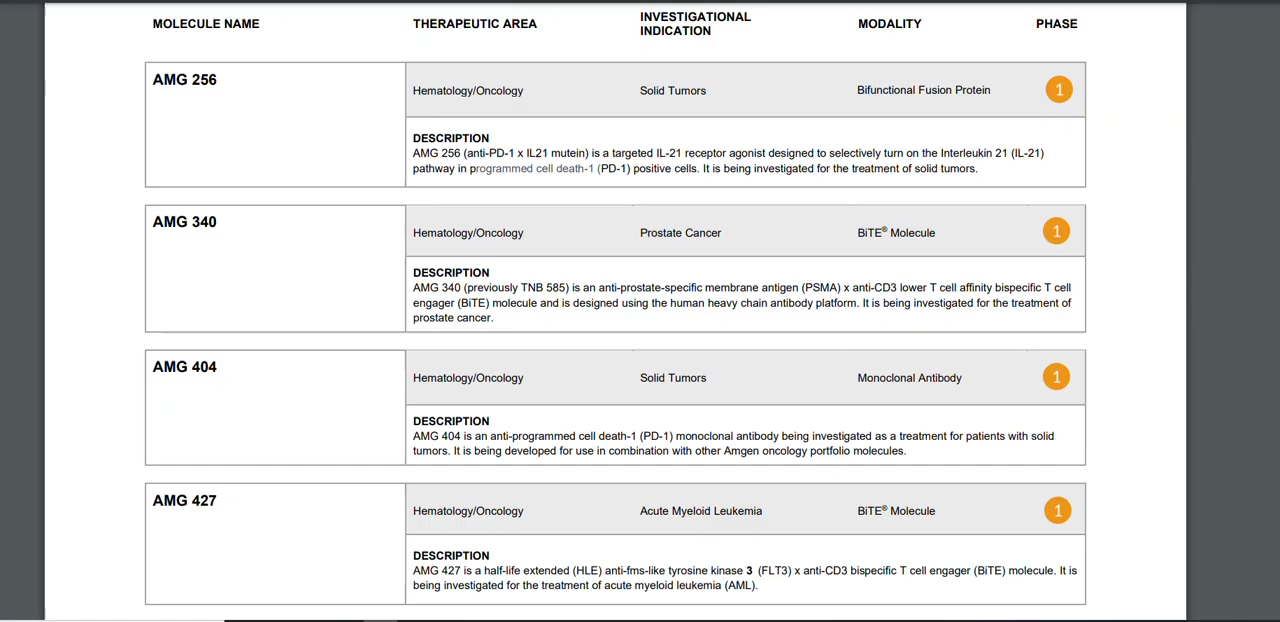 MOLECULE NAME THERAPEUTIC AREA INVESTIGATIONAL INDICATION MODALITY PHASE
AMG 256
Hematology/Oncology Solid Tumors Bifunctional Fusion Protein 1
DESCRIPTION
AMG 256 (anti-PD-1 x IL21 mutein) is a targeted IL-21 receptor agonist designed to selectively turn on the Interleukin 21 (IL-21)
pathway in programmed cell death-1 (PD-1) positive cells. It is being investigated for the treatment of solid tumors.
AMG 340
Hematology/Oncology Prostate Cancer BiTE® Molecule 1
DESCRIPTION
AMG 340 (previously TNB 585) is an anti-prostate-specific membrane antigen (PSMA) x anti-CD3 lower T cell affinity bispecific T cell
engager (BiTE) molecule and is designed using the human heavy chain antibody platform. It is being investigated for the treatment of
prostate cancer.
AMG 404
Hematology/Oncology Solid Tumors Monoclonal Antibody 1
DESCRIPTION
AMG 404 is an anti-programmed cell death-1 (PD-1) monoclonal antibody being investigated as a treatment for patients with solid
tumors. It is being developed for use in combination with other Amgen oncology portfolio molecules.
AMG 427
Hematology/Oncology Acute Myeloid Leukemia BiTE® Molecule 1
DESCRIPTION
AMG 427 is a half-life extended (HLE) anti-fms-like tyrosine kinase 3 (FLT3) x anti-CD3 bispecific T cell engager (BiTE) molecule. It is
being investigated for the treatment of acute myeloid leukemia (AML).